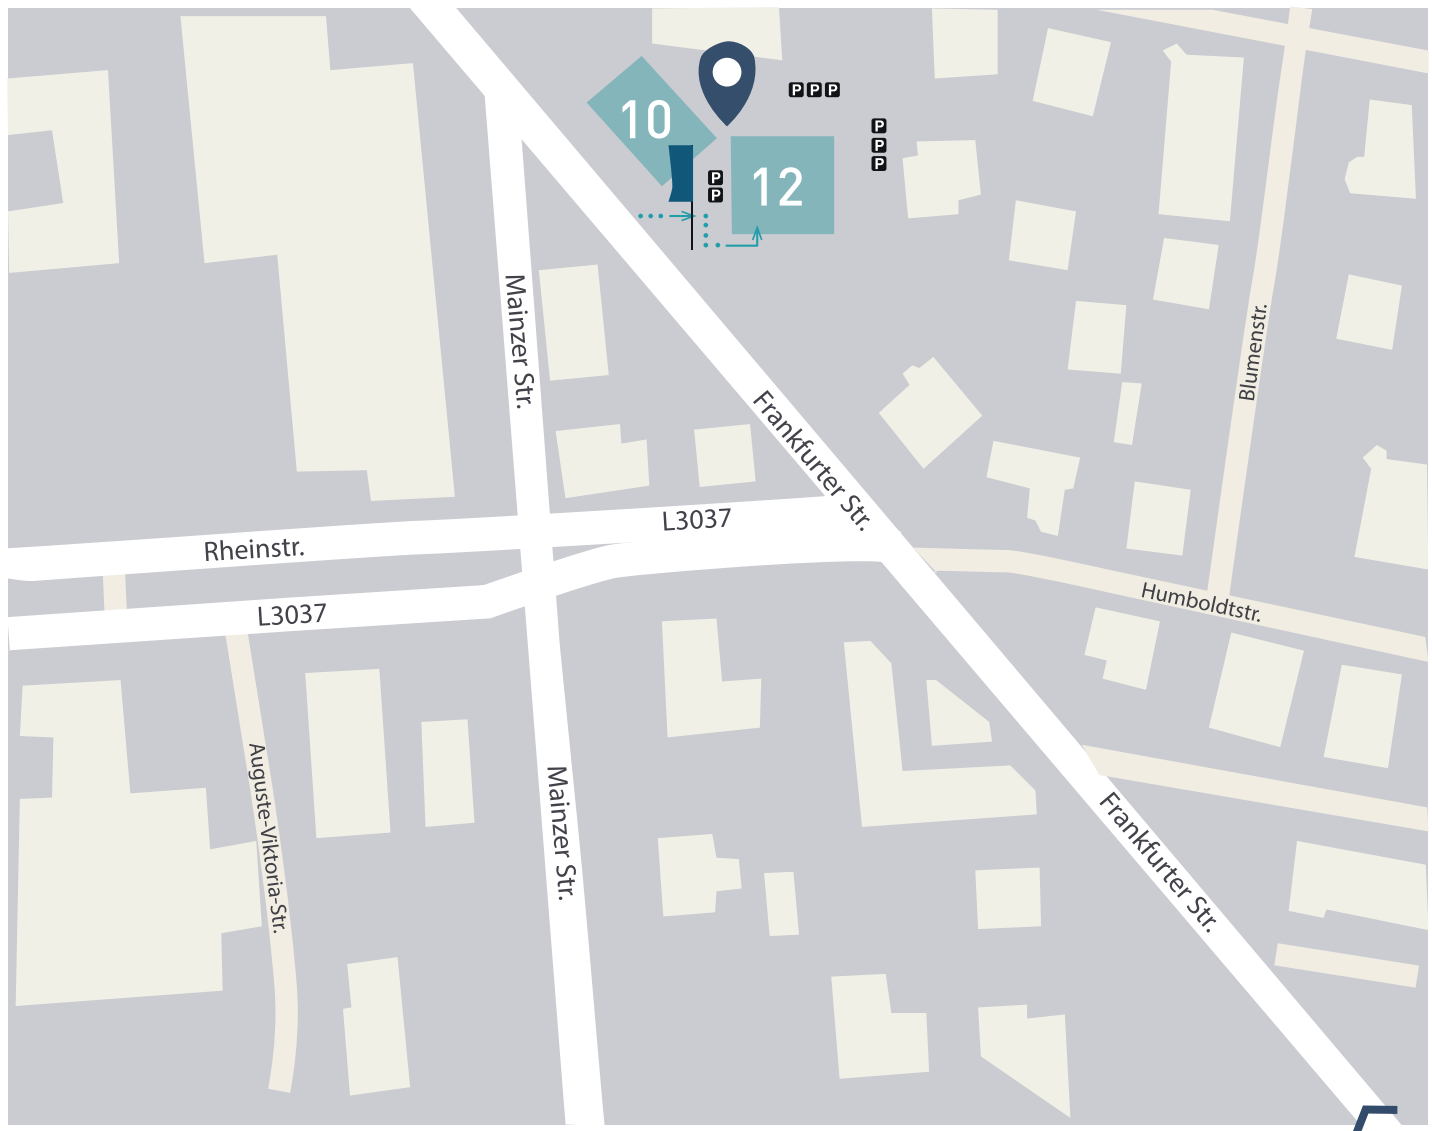 10
P P P
P
P
P
P
P
12
Mainzer Str.
Blumenstr.
Frankfurter Str.
L3037
Rheinstr.
Humboldtstr.
L3037
Auguste-Viktoria-Str.
Mainzer Str.
Frankfurter Str.